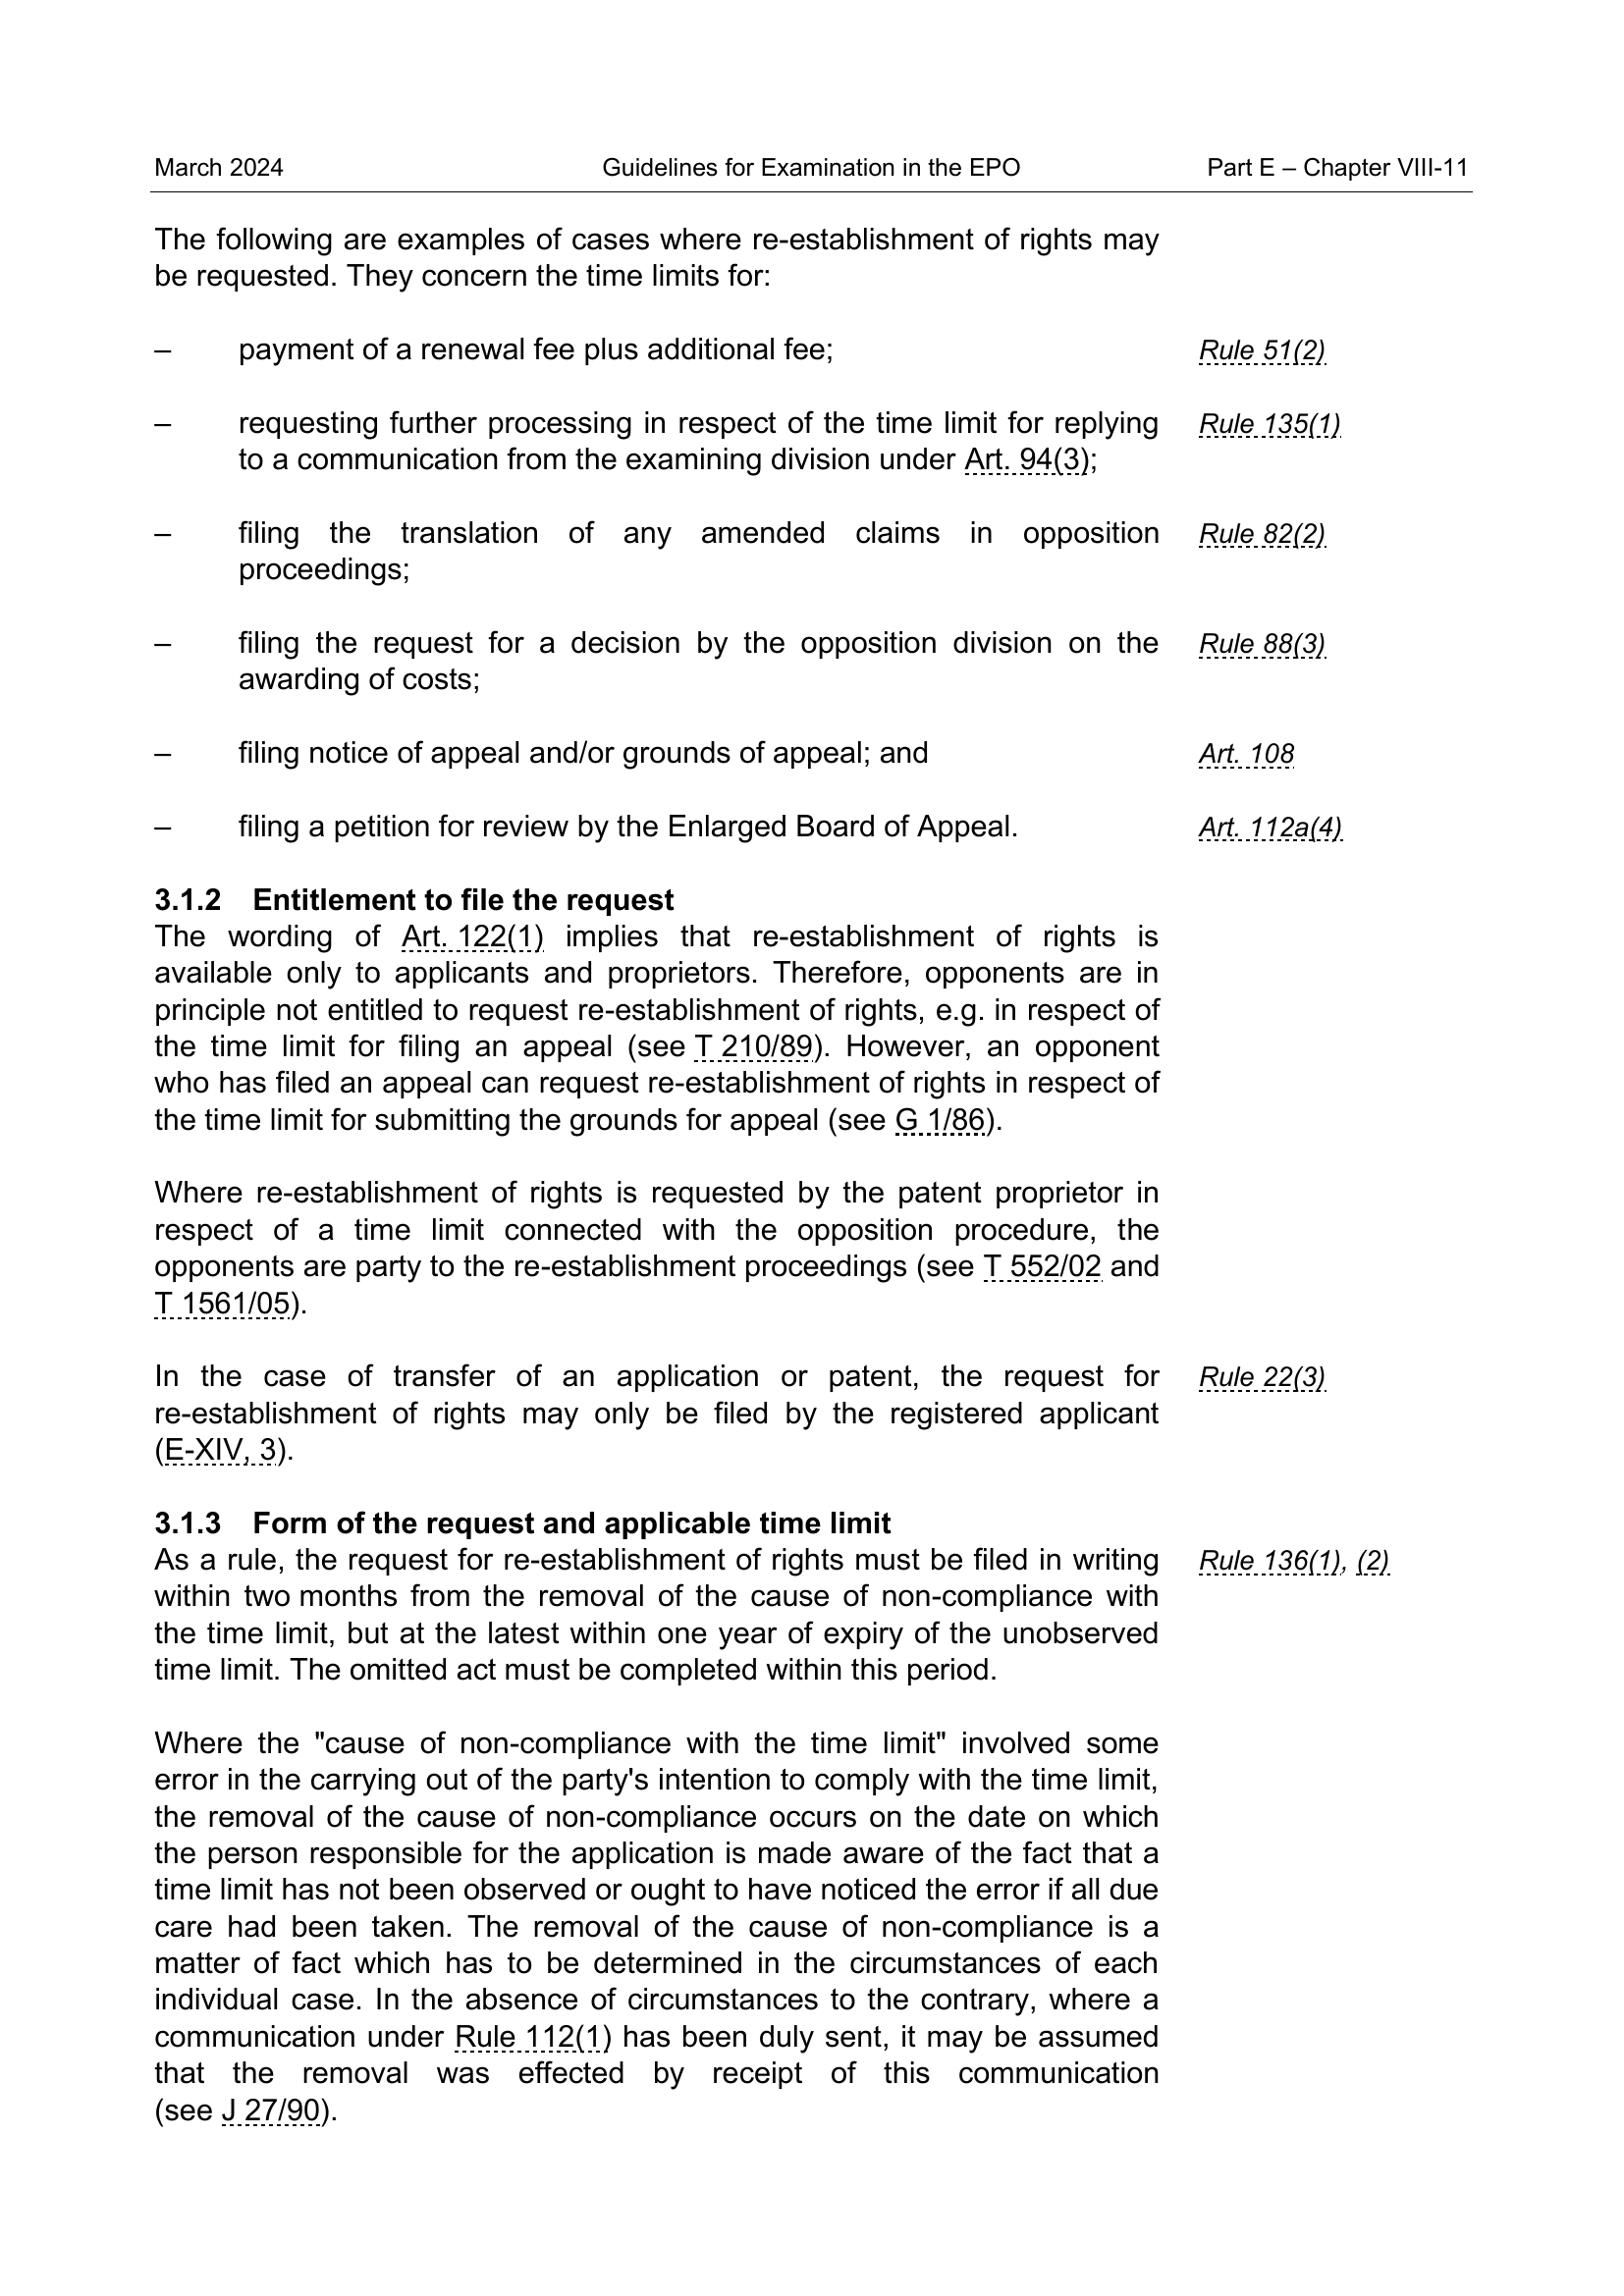 March 2024 Guidelines for Examination in the EPO Part E – Chapter VIII-11
The following are examples of cases where re-establishment of rights may
be requested. They concern the time limits for:
– payment of a renewal fee plus additional fee; Rule 51(2)
– requesting further processing in respect of the time limit for replying Rule 135(1)
to a communication from the examining division under Art. 94(3);
– filing the translation of any amended claims in opposition Rule 82(2)
proceedings;
– filing the request for a decision by the opposition division on the Rule 88(3)
awarding of costs;
– filing notice of appeal and/or grounds of appeal; and Art. 108
– filing a petition for review by the Enlarged Board of Appeal. Art. 112a(4)
3.1.2 Entitlement to file the request
The wording of Art. 122(1) implies that re-establishment of rights is
available only to applicants and proprietors. Therefore, opponents are in
principle not entitled to request re-establishment of rights, e.g. in respect of
the time limit for filing an appeal (see T 210/89). However, an opponent
who has filed an appeal can request re-establishment of rights in respect of
the time limit for submitting the grounds for appeal (see G 1/86).
Where re-establishment of rights is requested by the patent proprietor in
respect of a time limit connected with the opposition procedure, the
opponents are party to the re-establishment proceedings (see T 552/02 and
T 1561/05).
In the case of transfer of an application or patent, the request for Rule 22(3)
re-establishment of rights may only be filed by the registered applicant
(E-XIV, 3).
3.1.3 Form of the request and applicable time limit
As a rule, the request for re-establishment of rights must be filed in writing Rule 136(1), (2)
within two months from the removal of the cause of non-compliance with
the time limit, but at the latest within one year of expiry of the unobserved
time limit. The omitted act must be completed within this period.
Where the "cause of non-compliance with the time limit" involved some
error in the carrying out of the party's intention to comply with the time limit,
the removal of the cause of non-compliance occurs on the date on which
the person responsible for the application is made aware of the fact that a
time limit has not been observed or ought to have noticed the error if all due
care had been taken. The removal of the cause of non-compliance is a
matter of fact which has to be determined in the circumstances of each
individual case. In the absence of circumstances to the contrary, where a
communication under Rule 112(1) has been duly sent, it may be assumed
that the removal was effected by receipt of this communication
(see J 27/90).